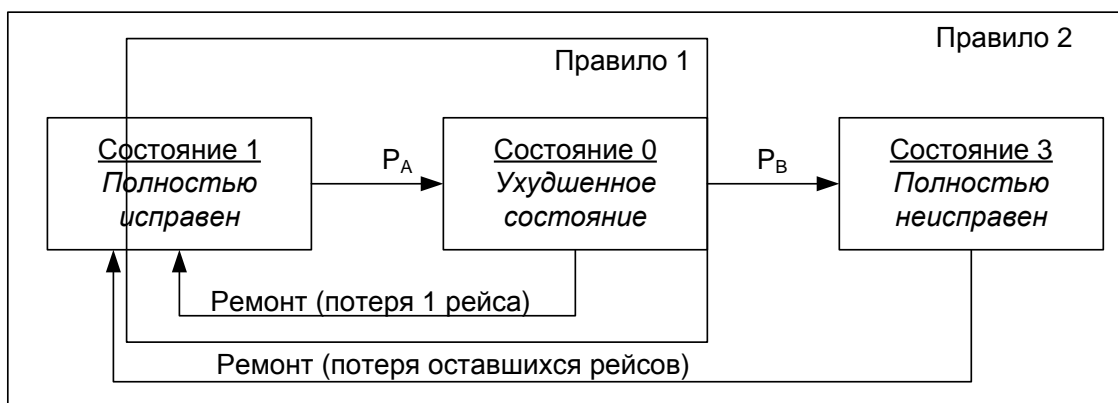 Правило 2
Правило 1
Состояние 1
Полностью
исправен
P_A
Состояние 0
Ухудшенное
состояние
P_B
Состояние 3
Полностью
неисправен
Ремонт (потеря 1 рейса)
Ремонт (потеря оставшихся рейсов)